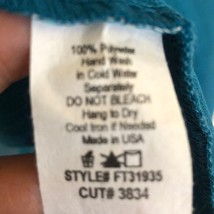 100% Polyester
Hand Wash
in Cold Water
Separately
DO NOT BLEACH
Hang to Dry
Cool Iron if Needed
Made in USA
STYLE# FT31935
CUT# 3834